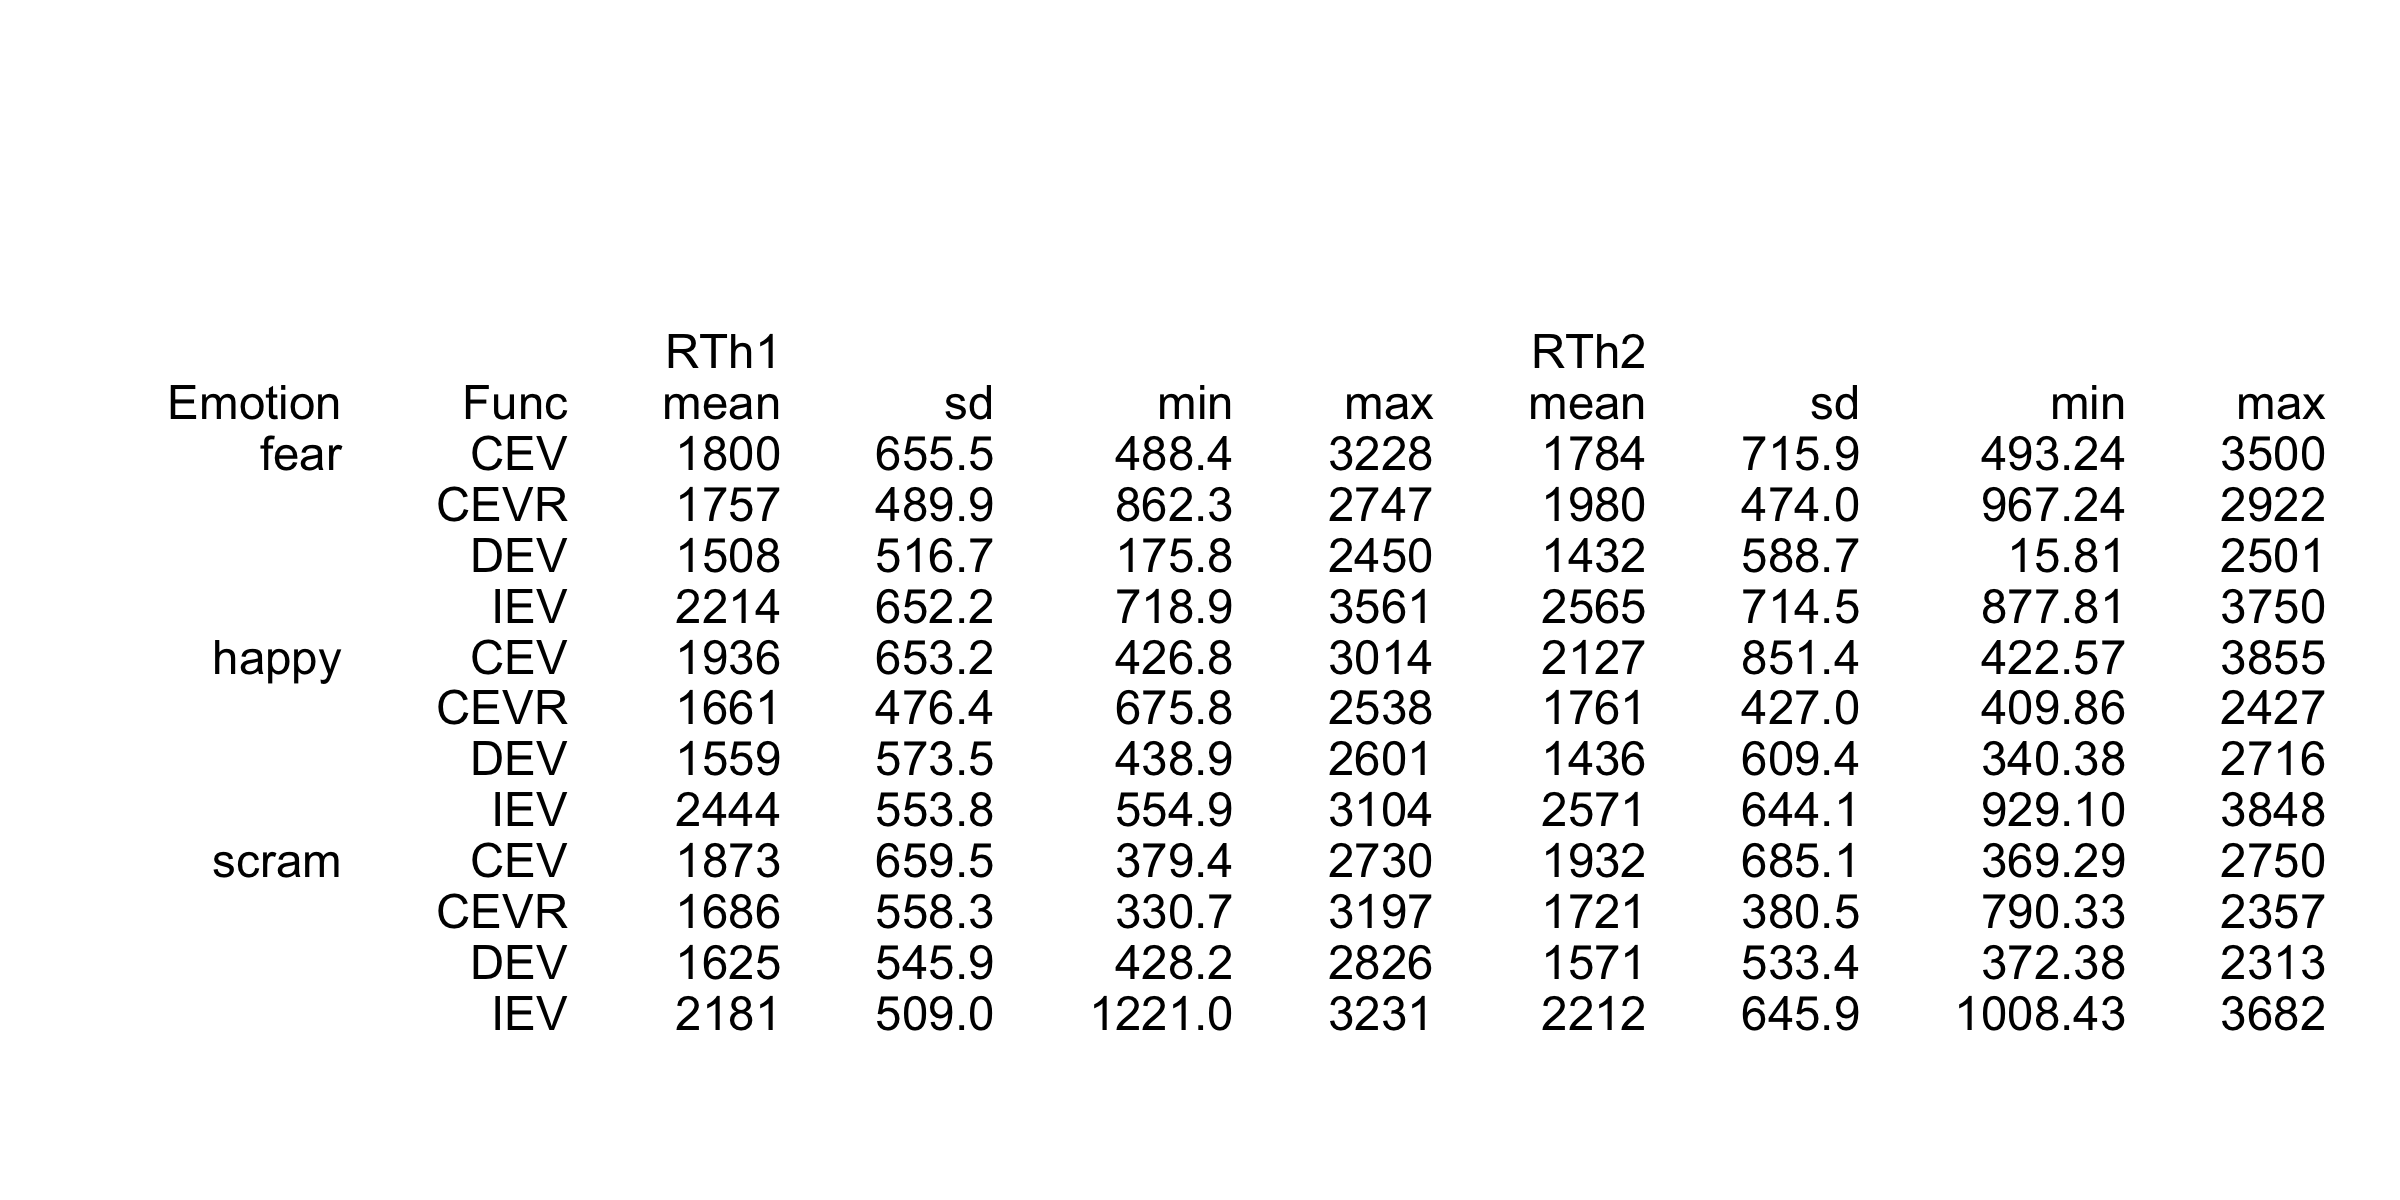 RTh1 RTh2
Emotion Func mean sd min max mean sd min max
fear CEV 1800 655.5 488.4 3228 1784 715.9 493.24 3500
CEVR 1757 489.9 862.3 2747 1980 474.0 967.24 2922
DEV 1508 516.7 175.8 2450 1432 588.7 15.81 2501
IEV 2214 652.2 718.9 3561 2565 714.5 877.81 3750
happy CEV 1936 653.2 426.8 3014 2127 851.4 422.57 3855
CEVR 1661 476.4 675.8 2538 1761 427.0 409.86 2427
DEV 1559 573.5 438.9 2601 1436 609.4 340.38 2716
IEV 2444 553.8 554.9 3104 2571 644.1 929.10 3848
scram CEV 1873 659.5 379.4 2730 1932 685.1 369.29 2750
CEVR 1686 558.3 330.7 3197 1721 380.5 790.33 2357
DEV 1625 545.9 428.2 2826 1571 533.4 372.38 2313
IEV 2181 509.0 1221.0 3231 2212 645.9 1008.43 3682